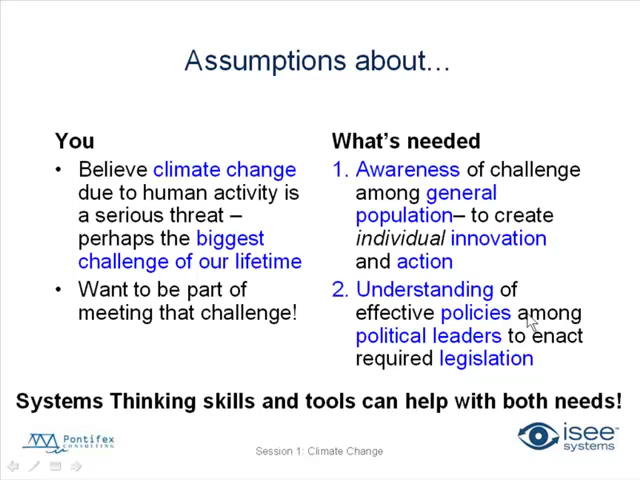 Assumptions about...
You
• Believe climate change
due to human activity is
a serious threat –
perhaps the biggest
challenge of our lifetime
• Want to be part of
meeting that challenge!
What's needed
1. Awareness of challenge
among general
population– to create
individual innovation
and action
2. Understanding of
effective policies among
political leaders to enact
required legislation
Systems Thinking skills and tools can help with both needs!
Pontifex
CONSULTING
Session 1: Climate Change
isee
systems